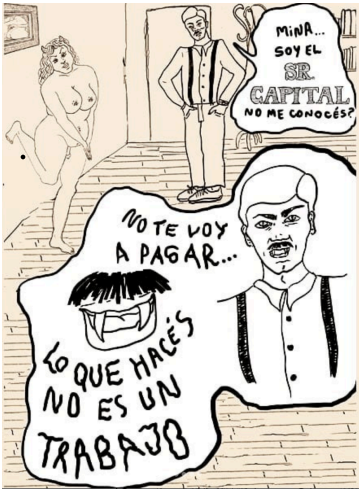 MINA...
SOY EL
SR.
CAPITAL
NO ME CONOCÉS?
NO TE VOY
A PAGAR...
LO QUE HACÉS
NO ES UN
TRABAJO